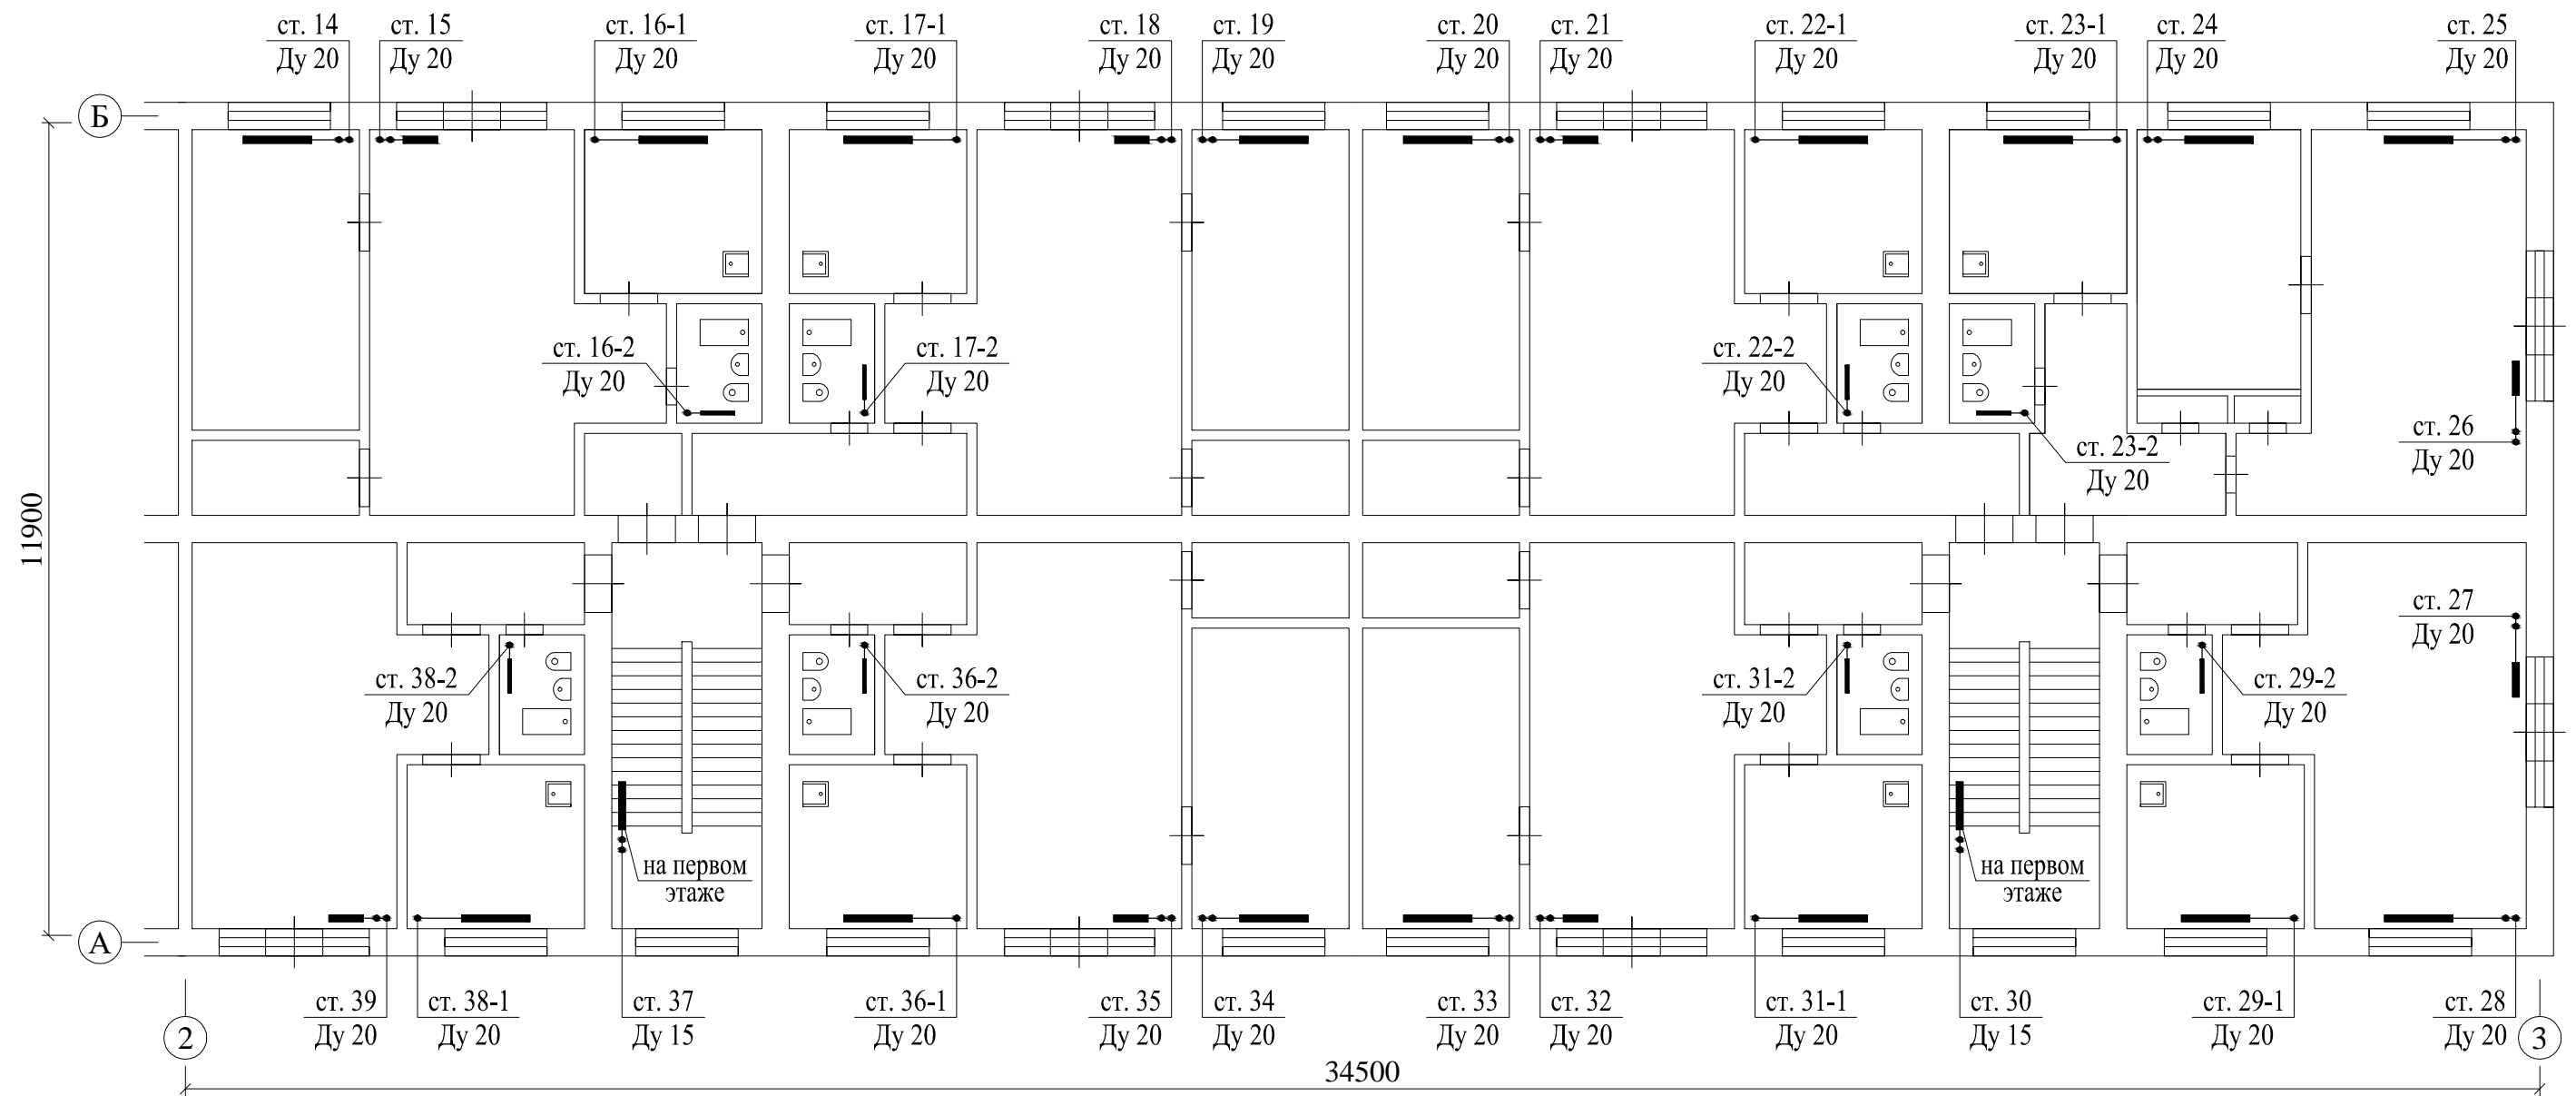 ст. 14
Ду 20
ст. 15
Ду 20
ст. 16-1
Ду 20
ст. 17-1
Ду 20
ст. 18
Ду 20
ст. 19
Ду 20
ст. 20
Ду 20
ст. 21
Ду 20
ст. 22-1
Ду 20
ст. 23-1
Ду 20
ст. 24
Ду 20
ст. 25
Ду 20
Б
ст. 16-2
Ду 20
ст. 17-2
Ду 20
ст. 22-2
Ду 20
ст. 23-2
Ду 20
ст. 26
Ду 20
11900
ст. 38-2
Ду 20
ст. 36-2
Ду 20
ст. 31-2
Ду 20
ст. 29-2
Ду 20
ст. 27
Ду 20
на первом
этаже
на первом
этаже
А
ст. 39
Ду 20
ст. 38-1
Ду 20
ст. 37
Ду 15
ст. 36-1
Ду 20
ст. 35
Ду 20
ст. 34
Ду 20
ст. 33
Ду 20
ст. 32
Ду 20
ст. 31-1
Ду 20
ст. 30
Ду 15
ст. 29-1
Ду 20
ст. 28
Ду 20
2
3
34500